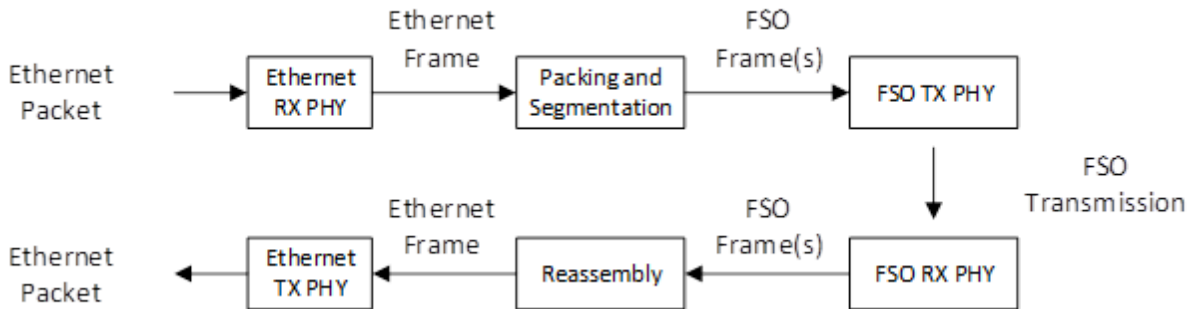 Ethernet
Packet
Ethernet
RX PHY
Ethernet
Frame
Packing and
Segmentation
FSO
Frame(s)
FSO TX PHY
FSO
Transmission
FSO RX PHY
FSO
Frame(s)
Reassembly
Ethernet
Frame
Ethernet
TX PHY
Ethernet
Packet